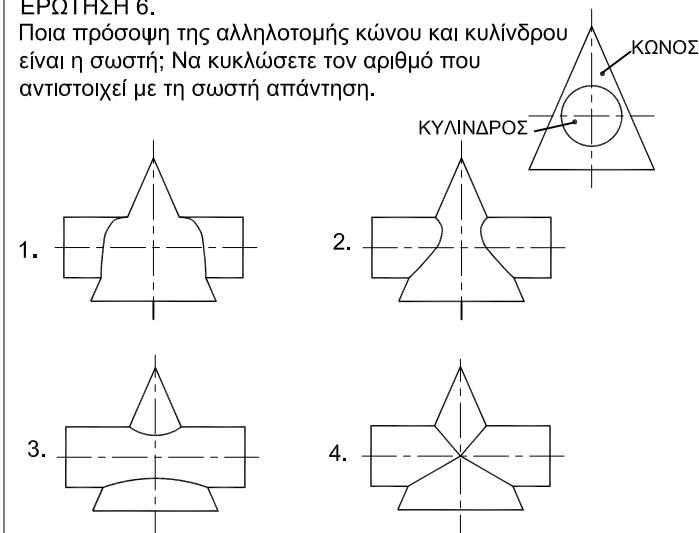 ΕΡΩΤΗΣΗ 6.
Ποια πρόσοψη της αλληλοτομής κώνου και κυλίνδρου
είναι η σωστή; Να κυκλώσετε τον αριθμό που
αντιστοιχεί με τη σωστή απάντηση.
ΚΩΝΟΣ
ΚΥΛΙΝΔΡΟΣ
1.
2.
3.
4.